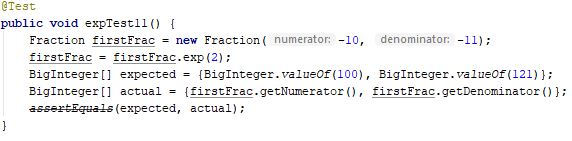 @Test
public void expTest11() {
    Fraction firstFrac = new Fraction( numerator: -10, denominator: -11);
    firstFrac = firstFrac.exp(2);
    BigInteger[] expected = {BigInteger.valueOf(100), BigInteger.valueOf(121)};
    BigInteger[] actual = {firstFrac.getNumerator(), firstFrac.getDenominator()};
    assertEquals(expected, actual);
}